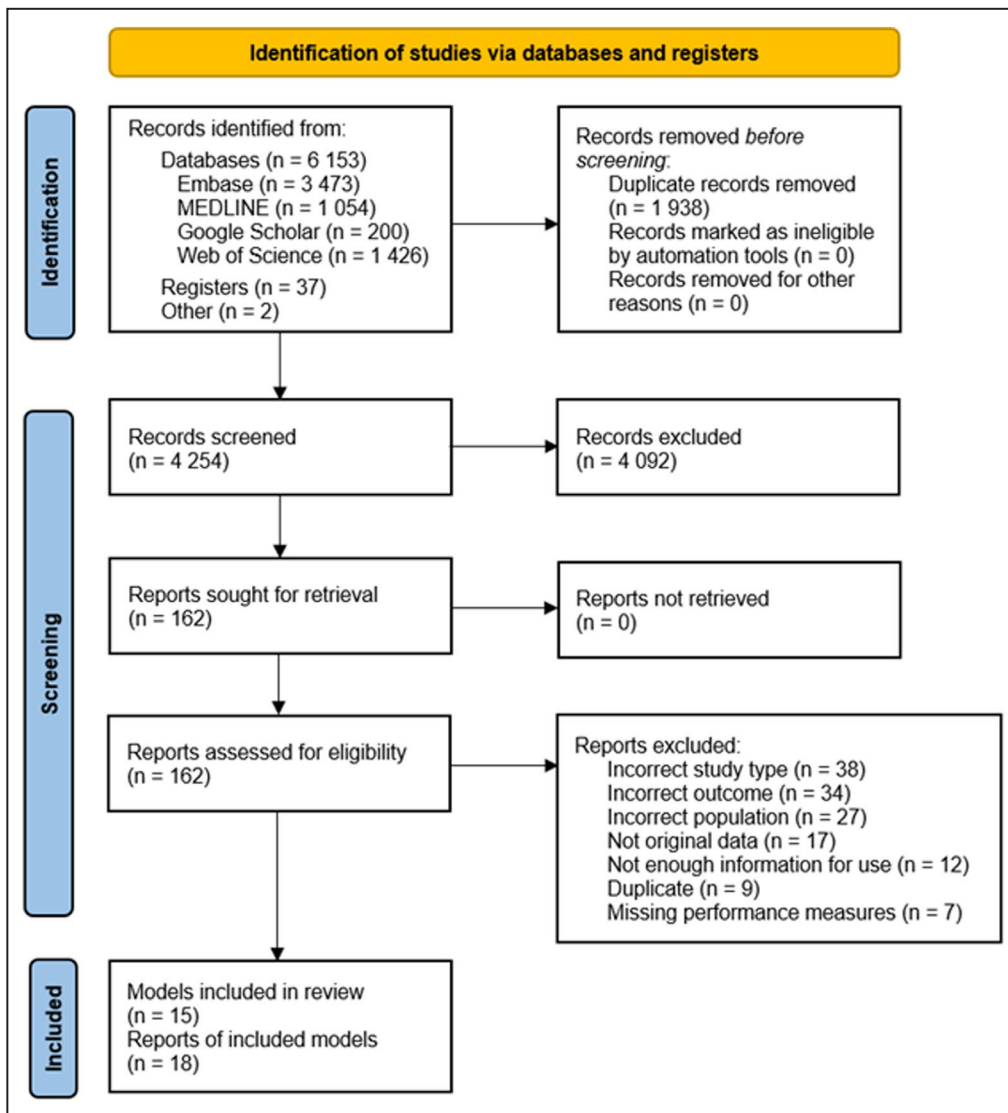 Identification of studies via databases and registers
Identification
Records identified from:
Databases (n = 6 153)
Embase (n = 3 473)
MEDLINE (n = 1 054)
Google Scholar (n = 200)
Web of Science (n = 1 426)
Registers (n = 37)
Other (n = 2)
Records removed before
screening:
Duplicate records removed
(n = 1 938)
Records marked as ineligible
by automation tools (n = 0)
Records removed for other
reasons (n = 0)
Screening
Records screened
(n = 4 254)
Records excluded
(n = 4 092)
Reports sought for retrieval
(n = 162)
Reports not retrieved
(n = 0)
Reports assessed for eligibility
(n = 162)
Reports excluded:
Incorrect study type (n = 38)
Incorrect outcome (n = 34)
Incorrect population (n = 27)
Not original data (n = 17)
Not enough information for use (n = 12)
Duplicate (n = 9)
Missing performance measures (n = 7)
Included
Models included in review
(n = 15)
Reports of included models
(n = 18)